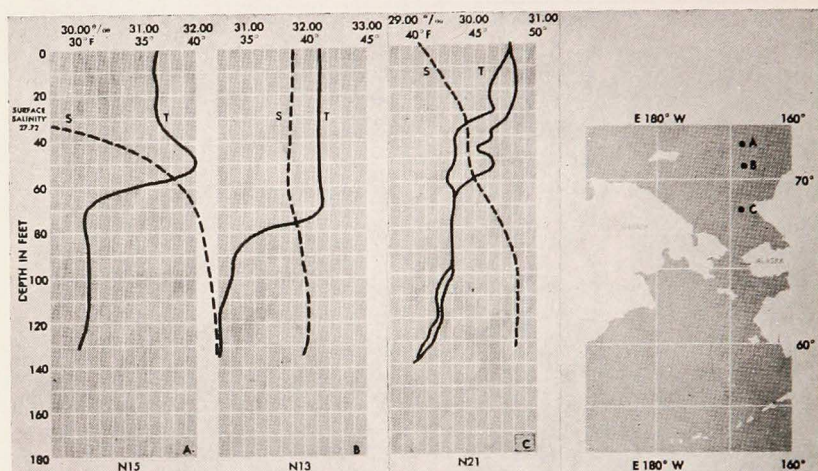 30.00 °/oo 31.00 32.00 31.00 32.00 33.00 29.00 °/oo 30.00 31.00
30° F 35° 40° 35° 40° 45° 40° F 45° 50°
0
20
40
60
80
100
120
140
160
180
DEPTH IN FEET
SURFACE
SALINITY
27.72
S
T
S
T
S
T
A
B
C
N15 N13 N21
E 180° W 160°
A
B
C
70°
ALASKA
60°
E 180° W 160°